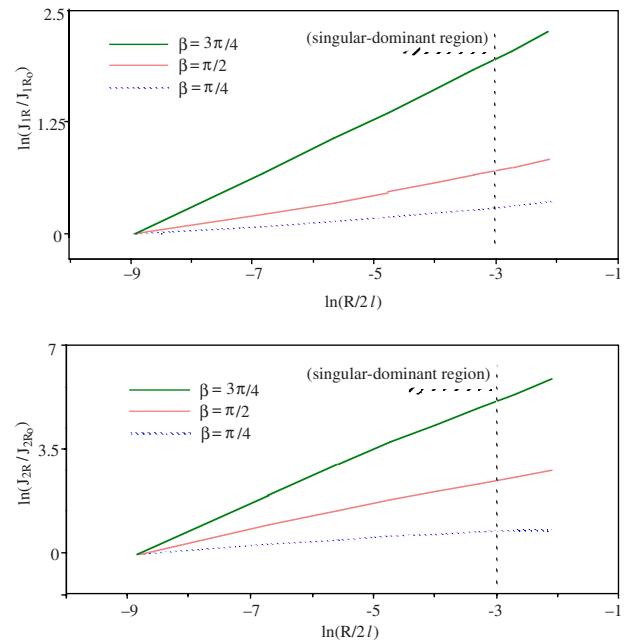 2.5
(singular-dominant region)
β = 3π/4
β = π/2
β = π/4
ln(J1R / J1Ro)
1.25
0
−9
−7
-5
-3
−1
ln(R/2l)
7
(singular-dominant region)
β = 3π/4
β = π/2
β = π/4
ln(J2R / J2Ro)
3.5
0
−9
−7
-5
-3
−1
ln(R/2l)